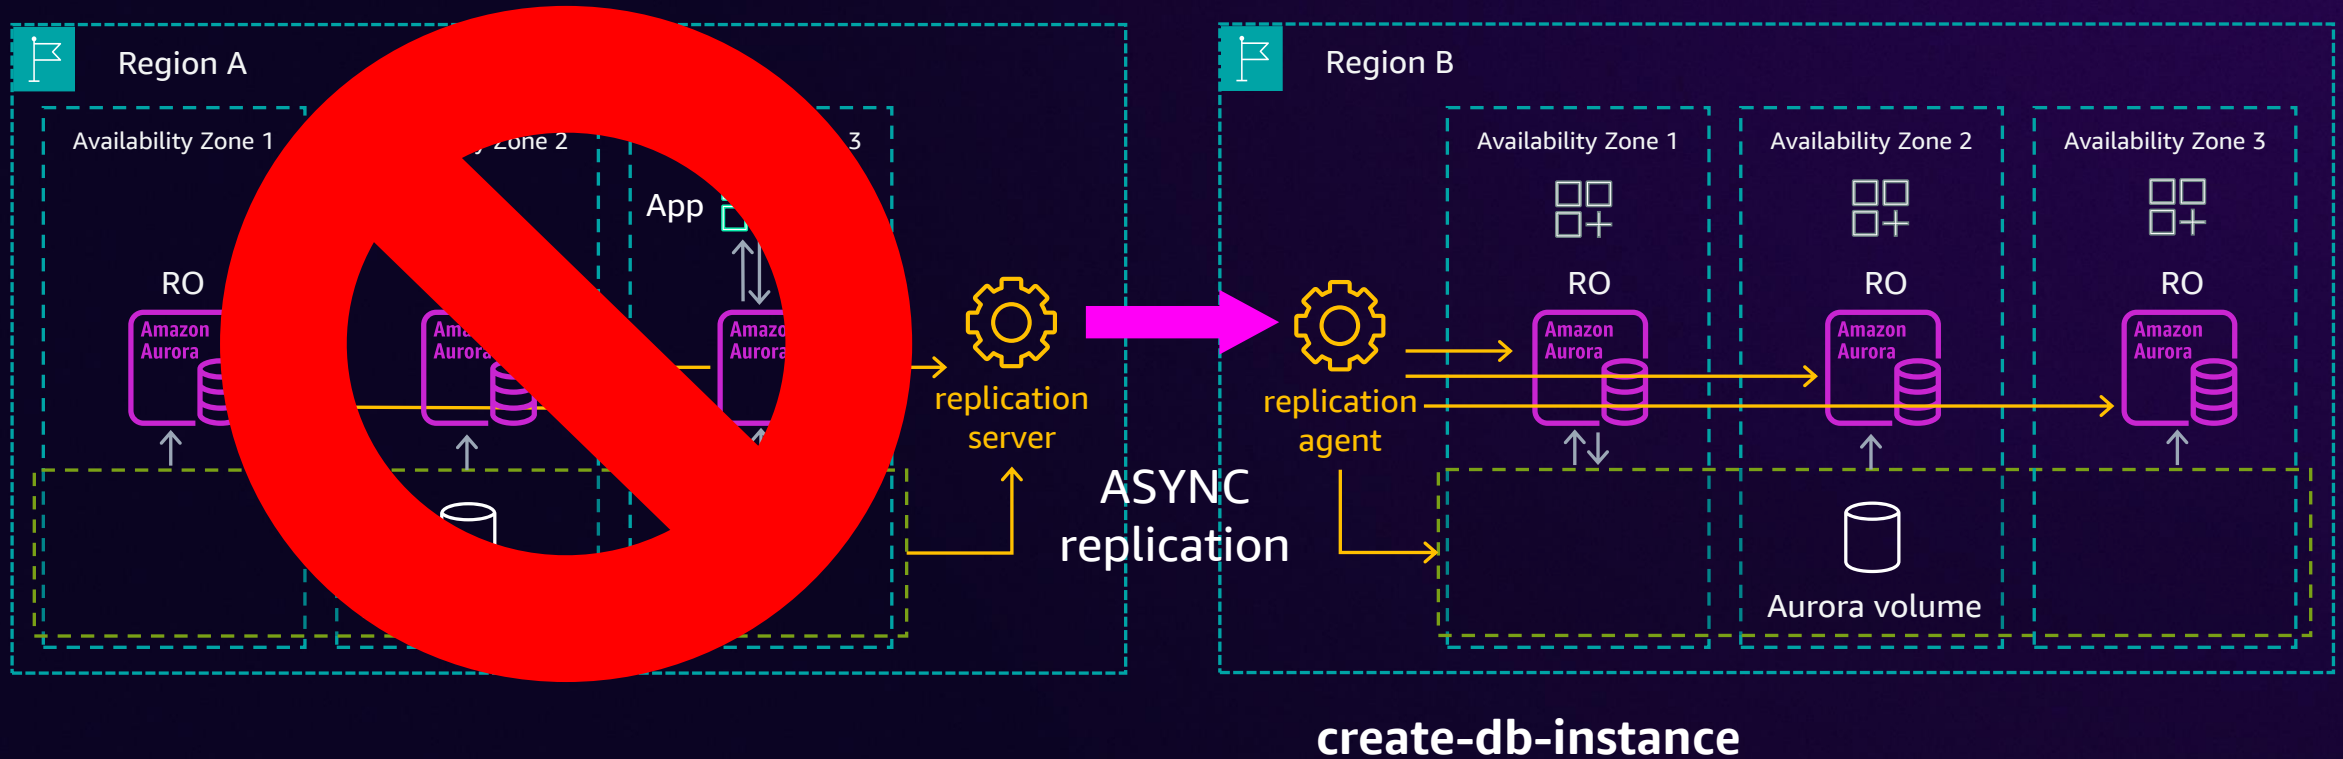 Region A
Availability Zone 1
Zone 2
3
App
RO
Amazon
Aurora
Aurora
Aurora
replication
server
ASYNC
replication
Region B
Availability Zone 1
Availability Zone 2
Availability Zone 3
RO
RO
RO
Amazon
Aurora
Amazon
Aurora
Amazon
Aurora
replication
agent
Aurora volume
create-db-instance